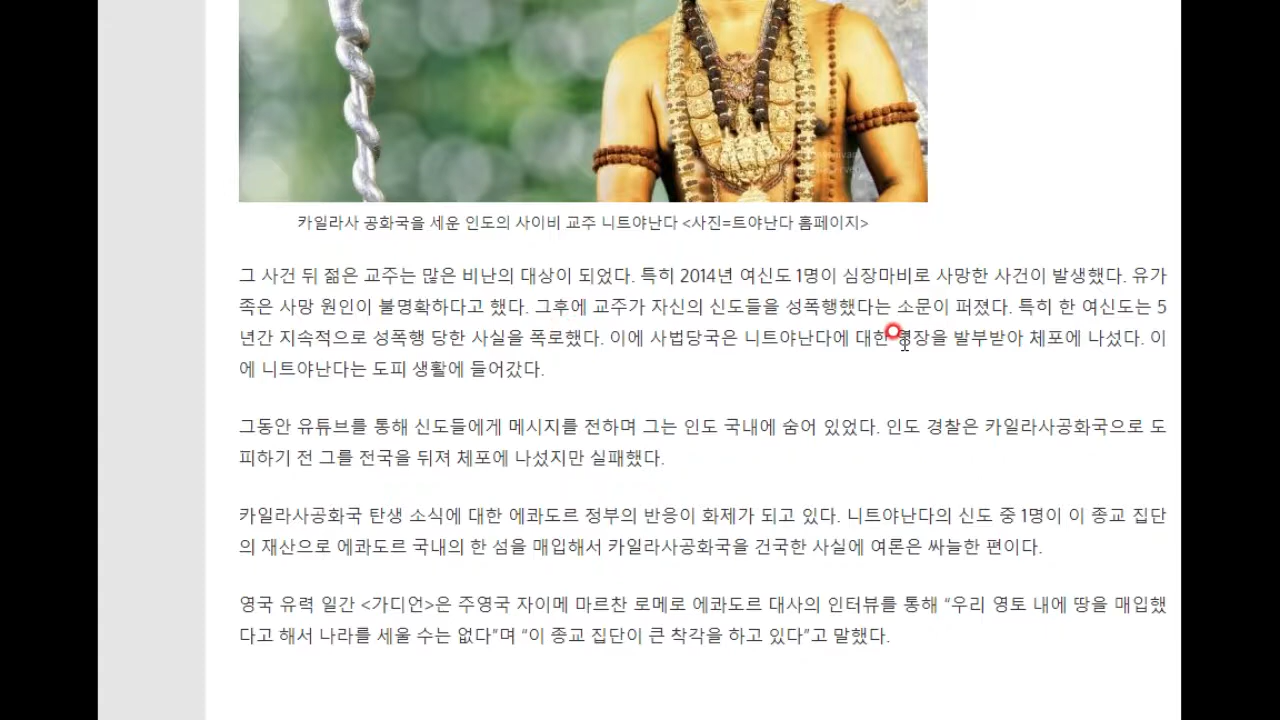 카일라사 공화국을 세운 인도의 사이비 교주 니트야난다 <사진=트야난다 홈페이지>
그 사건 뒤 젊은 교주는 많은 비난의 대상이 되었다. 특히 2014년 여신도 1명이 심장마비로 사망한 사건이 발생했다. 유가
족은 사망 원인이 불명확하다고 했다. 그후에 교주가 자신의 신도들을 성폭행했다는 소문이 퍼졌다. 특히 한 여신도는 5
년간 지속적으로 성폭행 당한 사실을 폭로했다. 이에 사법당국은 니트야난다에 대한 영장을 발부받아 체포에 나섰다. 이
에 니트야난다는 도피 생활에 들어갔다.
그동안 유튜브를 통해 신도들에게 메시지를 전하며 그는 인도 국내에 숨어 있었다. 인도 경찰은 카일라사공화국으로 도
피하기 전 그를 전국을 뒤져 체포에 나섰지만 실패했다.
카일라사공화국 탄생 소식에 대한 에콰도르 정부의 반응이 화제가 되고 있다. 니트야난다의 신도 중 1명이 이 종교 집단
의 재산으로 에콰도르 국내의 한 섬을 매입해서 카일라사공화국을 건국한 사실에 여론은 싸늘한 편이다.
영국 유력 일간 <가디언>은 주영국 자이메 마르찬 로메로 에콰도르 대사의 인터뷰를 통해 “우리 영토 내에 땅을 매입했
다고 해서 나라를 세울 수는 없다”며 “이 종교 집단이 큰 착각을 하고 있다”고 말했다.